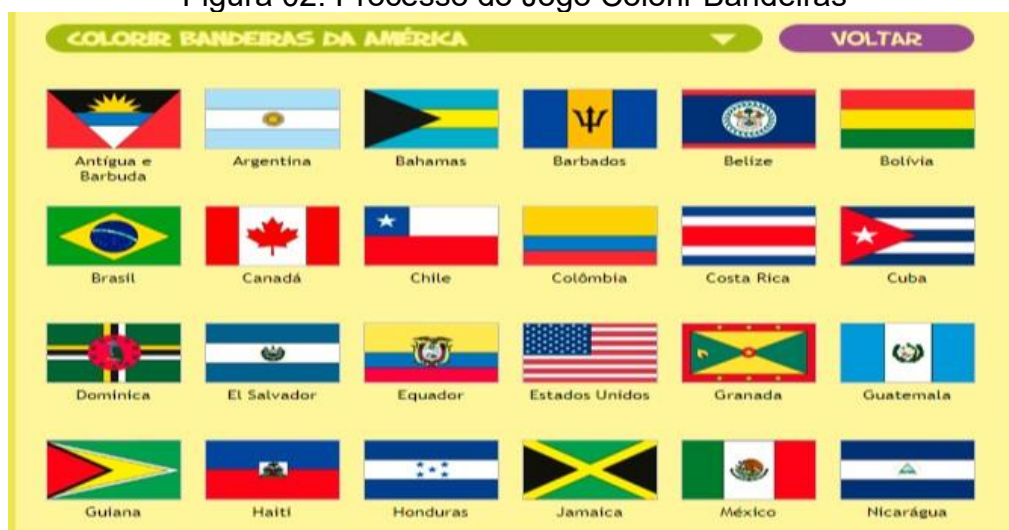 Figura 02: Processo do Jogo Colorir Bandeiras
COLORIR BANDEIRAS DA AMÉRICA
VOLTAR
Antígua e
Barbuda
Argentina
Bahamas
Barbados
Belize
Bolívia
Brasil
Canadá
Chile
Colômbia
Costa Rica
Cuba
Dominica
El Salvador
Equador
Estados Unidos
Granada
Guatemala
Guiana
Haiti
Honduras
Jamaica
México
Nicarágua